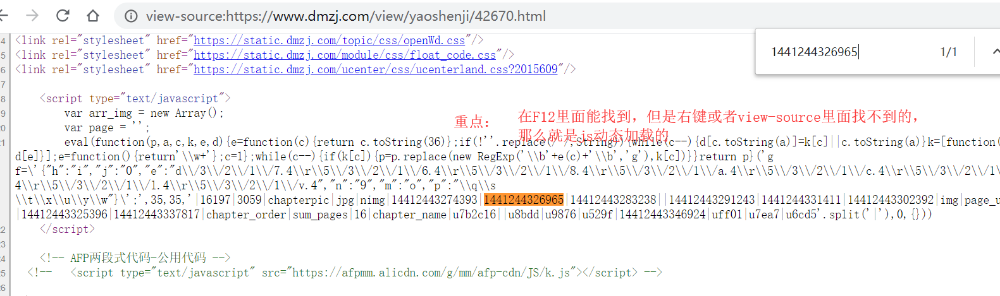 view-source:https://www.dmzj.com/view/yaoshenji/42670.html
1441244326965 1/1
4 <link rel="stylesheet" href="https://static.dmzj.com/topic/css/openWd.css"/>
5 <link rel="stylesheet" href="https://static.dmzj.com/module/css/float_code.css"/>
6 <link rel="stylesheet" href="https://static.dmzj.com/ucenter/css/ucenterland.css?2015609"/>
7
8 <script type="text/javascript">
9 var arr_img = new Array();
20 var page = '';
重点: 在F12里面能找到，但是右键或者view-source里面找不到的，
那么就是js动态加载的
21 eval(function(p,a,c,k,e,d){e=function(c){return c.toString(36)};if(!''.replace(/^/,String)){while(c--){d[c.toString(a)]=k[c]||c.toString(a)}k=[function(
d[e]}];e=function(){return'\\w+'};c=1};while(c--){if(k[c]){p=p.replace(new RegExp('\\b'+e(c)+'\\b','g'),k[c])}}return p}('g
f=\'{"h":"i","j":"0","e":"d\\/3\\/2\\/1\\/7.4\\r\\5\\/3\\/2\\/1\\/6.4\\r\\5\\/3\\/2\\/1\\/8.4\\r\\5\\/3\\/2\\/1\\/a.4\\r\\5\\/3\\/2\\/1\\/c.4\\r\\5\\/3\\/2\\/1\\
4\\r\\5\\/3\\/2\\/1\\/l.4\\r\\5\\/3\\/2\\/1\\/v.4","n":"9","m":"o","p":"\\q\\s
\\t\\x\\u\\y\\w"}\';',35,35,'|16197|3059|chapterpic|jpg|nimg|14412443274393|1441244326965|14412443283238||14412443291243|1441244331411|14412443302392|img|page_u
|14412443325396|14412443337817|chapter_order|sum_pages|16|chapter_name|u7b2c16||u8bdd|u9876|u529f|14412443346924|uff01|u7ea7|u6cd5'.split('|'),0,{}))
22 </script>
23
24 <!-- AFP两段式代码-公用代码 -->
25 <!-- <script type="text/javascript" src="https://afpmm.alicdn.com/g/mm/afp-cdn/JS/k.js"></script> -->
26